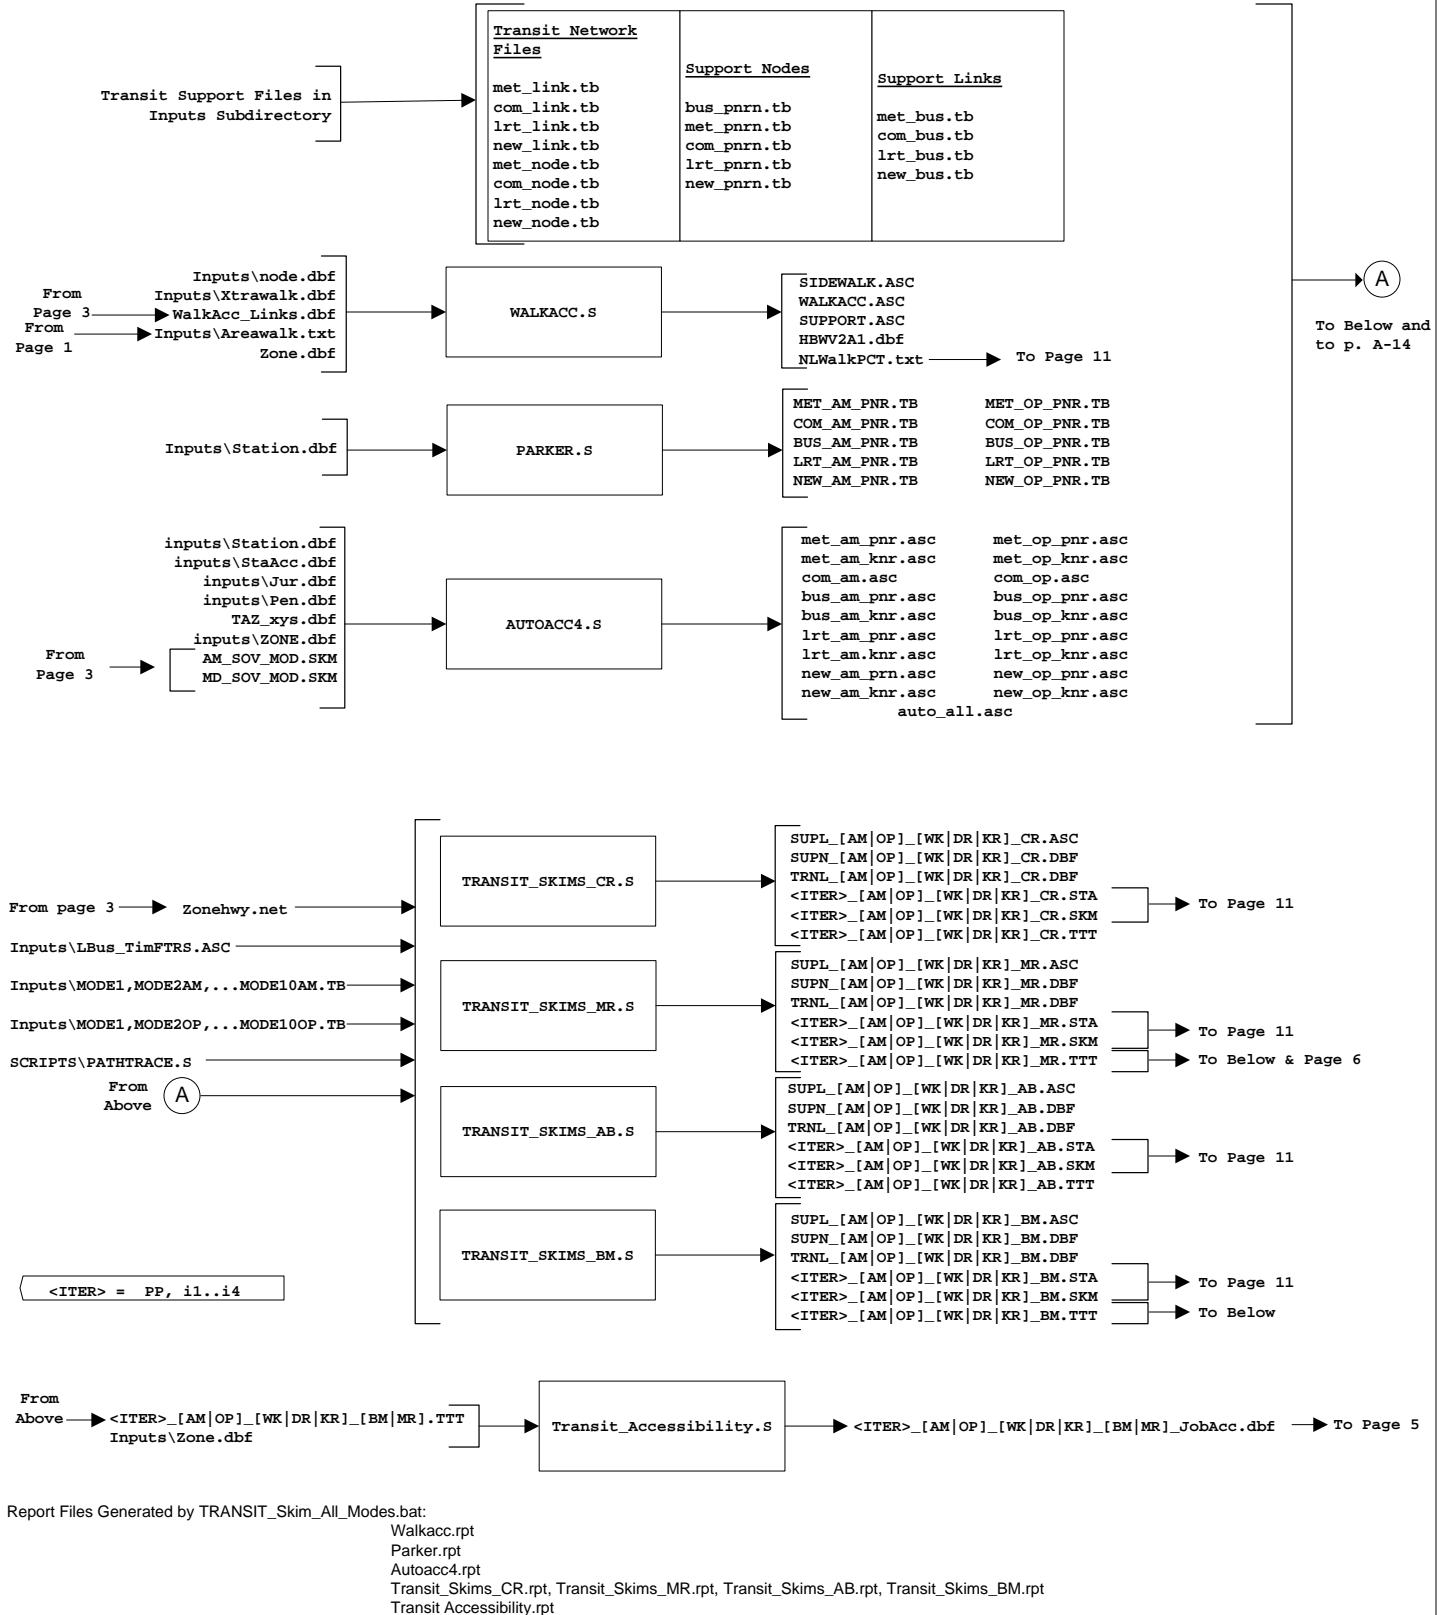 Transit Support Files in
Inputs Subdirectory
Transit Network
Files
met_link.tb
com_link.tb
lrt_link.tb
new_link.tb
met_node.tb
com_node.tb
lrt_node.tb
new_node.tb
Support Nodes
bus_pnrn.tb
met_pnrn.tb
com_pnrn.tb
lrt_pnrn.tb
new_pnrn.tb
Support Links
met_bus.tb
com_bus.tb
lrt_bus.tb
new_bus.tb
A
To Below and
to p. A-14
From
Page 3
From
Page 1
Inputs\node.dbf
Inputs\Xtrawalk.dbf
WalkAcc_Links.dbf
Inputs\Areawalk.txt
Zone.dbf
WALKACC.S
SIDEWALK.ASC
WALKACC.ASC
SUPPORT.ASC
HBWV2A1.dbf
NLWalkPCT.txt
To Page 11
Inputs\Station.dbf
PARKER.S
MET_AM_PNR.TB MET_OP_PNR.TB
COM_AM_PNR.TB COM_OP_PNR.TB
BUS_AM_PNR.TB BUS_OP_PNR.TB
LRT_AM_PNR.TB LRT_OP_PNR.TB
NEW_AM_PNR.TB NEW_OP_PNR.TB
inputs\Station.dbf
inputs\StaAcc.dbf
inputs\Jur.dbf
inputs\Pen.dbf
TAZ_xys.dbf
inputs\ZONE.dbf
AM_SOV_MOD.SKM
MD_SOV_MOD.SKM
From
Page 3
AUTOACC4.S
met_am_pnr.asc met_op_pnr.asc
met_am_knr.asc met_op_knr.asc
com_am.asc com_op.asc
bus_am_pnr.asc bus_op_pnr.asc
bus_am_knr.asc bus_op_knr.asc
lrt_am_pnr.asc lrt_op_pnr.asc
lrt_am.knr.asc lrt_op_knr.asc
new_am_prn.asc new_op_pnr.asc
new_am_knr.asc new_op_knr.asc
auto_all.asc
From page 3 Zonehwy.net
Inputs\LBus_TimFTRS.ASC
Inputs\MODE1,MODE2AM,...MODE10AM.TB
Inputs\MODE1,MODE2OP,...MODE10OP.TB
SCRIPTS\PATHTRACE.S
From
Above
A
<ITER> = PP, i1..i4
TRANSIT_SKIMS_CR.S
SUPL_[AM|OP]_[WK|DR|KR]_CR.ASC
SUPN_[AM|OP]_[WK|DR|KR]_CR.DBF
TRNL_[AM|OP]_[WK|DR|KR]_CR.DBF
<ITER>_[AM|OP]_[WK|DR|KR]_CR.STA
<ITER>_[AM|OP]_[WK|DR|KR]_CR.SKM
<ITER>_[AM|OP]_[WK|DR|KR]_CR.TTT
To Page 11
TRANSIT_SKIMS_MR.S
SUPL_[AM|OP]_[WK|DR|KR]_MR.ASC
SUPN_[AM|OP]_[WK|DR|KR]_MR.DBF
TRNL_[AM|OP]_[WK|DR|KR]_MR.DBF
<ITER>_[AM|OP]_[WK|DR|KR]_MR.STA
<ITER>_[AM|OP]_[WK|DR|KR]_MR.SKM
<ITER>_[AM|OP]_[WK|DR|KR]_MR.TTT
To Page 11
To Below & Page 6
TRANSIT_SKIMS_AB.S
SUPL_[AM|OP]_[WK|DR|KR]_AB.ASC
SUPN_[AM|OP]_[WK|DR|KR]_AB.DBF
TRNL_[AM|OP]_[WK|DR|KR]_AB.DBF
<ITER>_[AM|OP]_[WK|DR|KR]_AB.STA
<ITER>_[AM|OP]_[WK|DR|KR]_AB.SKM
<ITER>_[AM|OP]_[WK|DR|KR]_AB.TTT
To Page 11
TRANSIT_SKIMS_BM.S
SUPL_[AM|OP]_[WK|DR|KR]_BM.ASC
SUPN_[AM|OP]_[WK|DR|KR]_BM.DBF
TRNL_[AM|OP]_[WK|DR|KR]_BM.DBF
<ITER>_[AM|OP]_[WK|DR|KR]_BM.STA
<ITER>_[AM|OP]_[WK|DR|KR]_BM.SKM
<ITER>_[AM|OP]_[WK|DR|KR]_BM.TTT
To Page 11
To Below
From
Above
<ITER>_[AM|OP]_[WK|DR|KR]_[BM|MR].TTT
Inputs\Zone.dbf
Transit_Accessibility.S
<ITER>_[AM|OP]_[WK|DR|KR]_[BM|MR]_JobAcc.dbf
To Page 5
Report Files Generated by TRANSIT_Skim_All_Modes.bat:
Walkacc.rpt
Parker.rpt
Autoacc4.rpt
Transit_Skims_CR.rpt, Transit_Skims_MR.rpt, Transit_Skims_AB.rpt, Transit_Skims_BM.rpt
Transit Accessibility.rpt